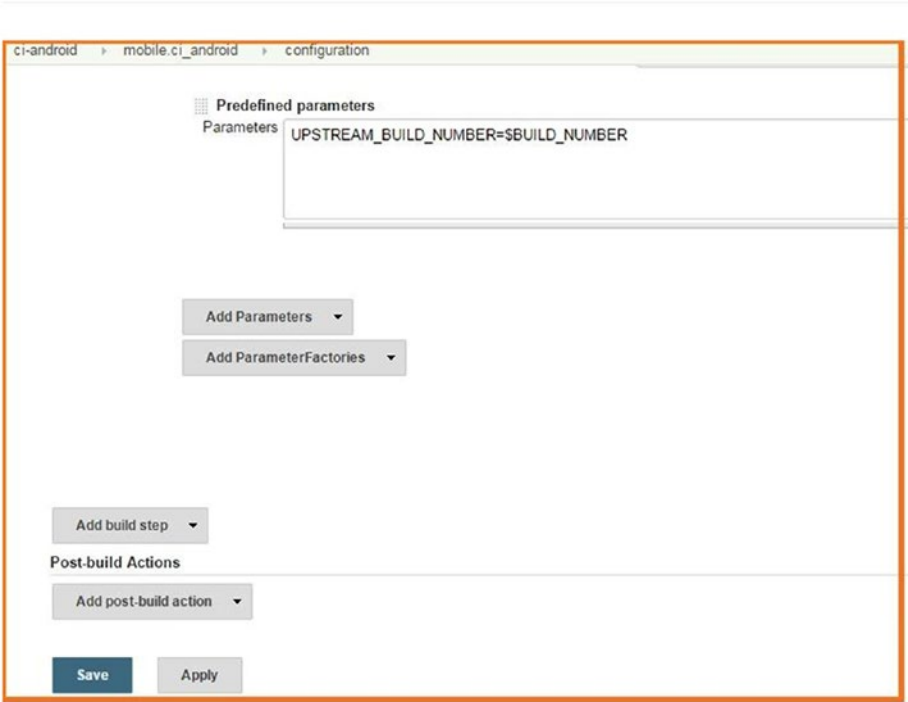 ci-android mobile.ci_android configuration
Predefined parameters
Parameters UPSTREAM_BUILD_NUMBER=$BUILD_NUMBER
Add Parameters
Add ParameterFactories
Add build step
Post-build Actions
Add post-build action
Save Apply